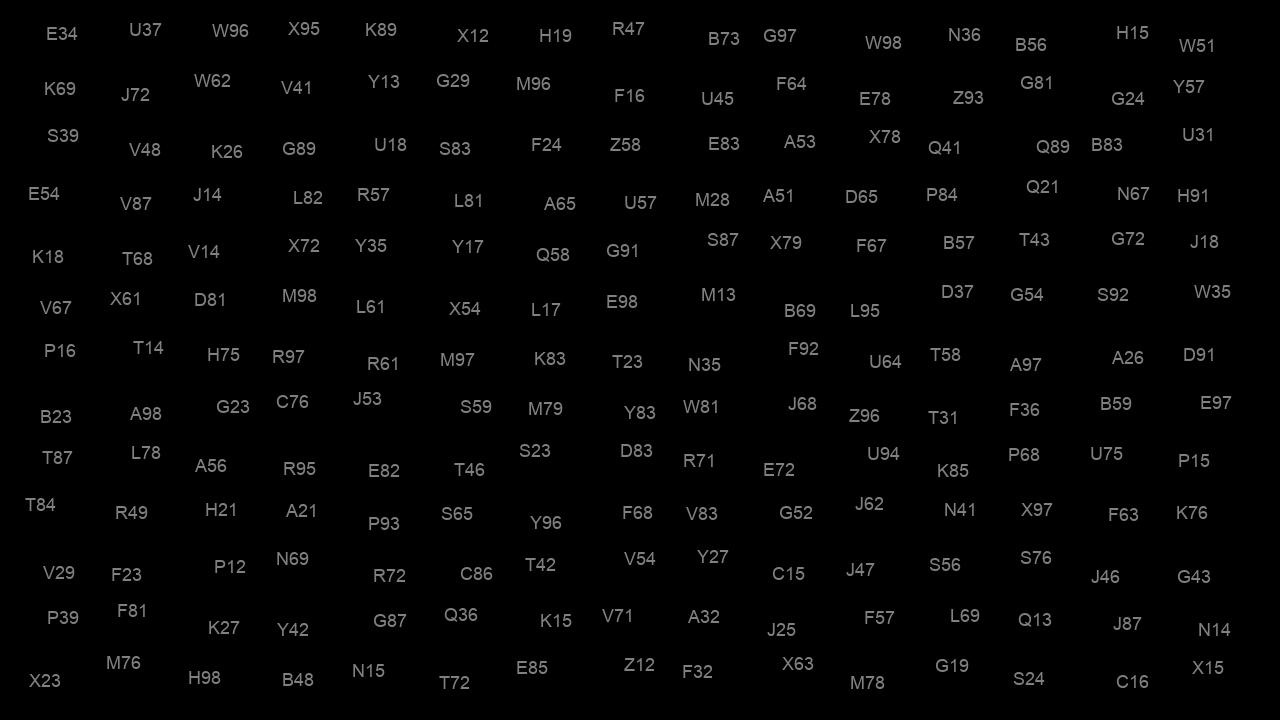 E34 U37 W96 X95 K89 X12 H19 R47 B73 G97 W98 N36 B56 H15 W51
K69 J72 W62 V41 Y13 G29 M96 F16 U45 F64 E78 Z93 G81 G24 Y57
S39 V48 K26 G89 U18 S83 F24 Z58 E83 A53 X78 Q41 Q89 B83 U31
E54 V87 J14 L82 R57 L81 A65 U57 M28 A51 D65 P84 Q21 N67 H91
K18 T68 V14 X72 Y35 Y17 Q58 G91 S87 X79 F67 B57 T43 G72 J18
V67 X61 D81 M98 L61 X54 L17 E98 M13 B69 L95 D37 G54 S92 W35
P16 T14 H75 R97 R61 M97 K83 T23 N35 F92 U64 T58 A97 A26 D91
B23 A98 G23 C76 J53 S59 M79 Y83 W81 J68 Z96 T31 F36 B59 E97
T87 L78 A56 R95 E82 T46 S23 D83 R71 E72 U94 K85 P68 U75 P15
T84 R49 H21 A21 P93 S65 Y96 F68 V83 G52 J62 N41 X97 F63 K76
V29 F23 P12 N69 R72 C86 T42 V54 Y27 C15 J47 S56 S76 J46 G43
P39 F81 K27 Y42 G87 Q36 K15 V71 A32 J25 F57 L69 Q13 J87 N14
X23 M76 H98 B48 N15 T72 E85 Z12 F32 X63 M78 G19 S24 C16 X15